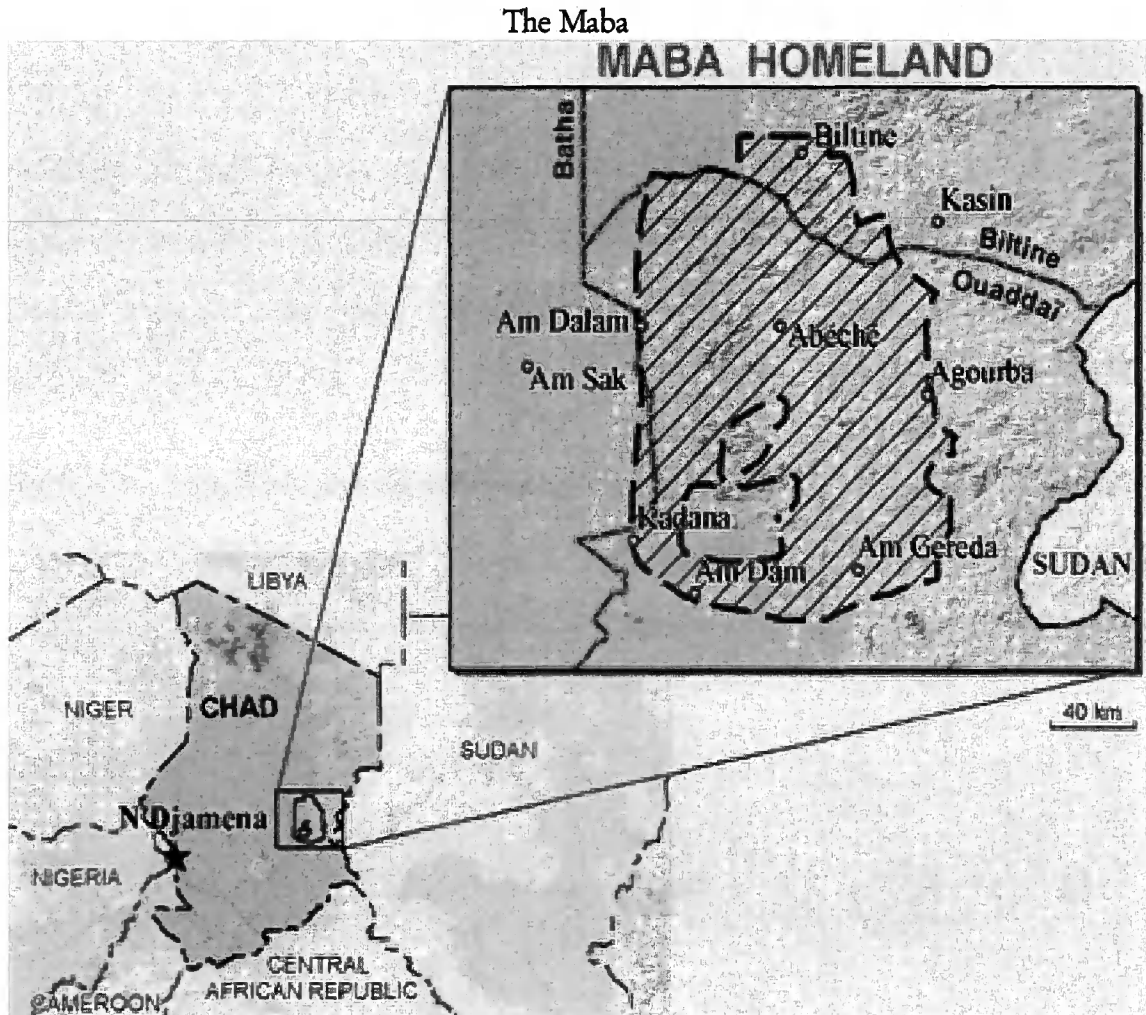 The Maba
MABA HOMELAND
Batha
Biltine
Kasin
Biltine
Ouaddaï
Am Dalam
Abéché
Am Sak
Agourba
Kadana
Am Gereda
Am Dam
SUDAN
LIBYA
NIGER
CHAD
40 km
SUDAN
N'Djamena
NIGERIA
CENTRAL
AFRICAN REPUBLIC
CAMEROON